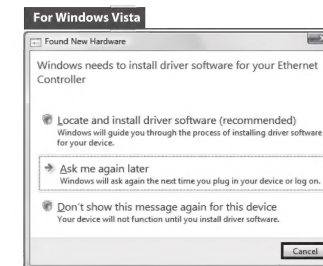 For Windows Vista
Found New Hardware
Windows needs to install driver software for your Ethernet
Controller
Locate and install driver software (recommended)
Windows will guide you through the process of installing driver software
for your device.
Ask me again later
Windows will ask again the next time you plug in your device or log on.
Don't show this message again for this device
Your device will not function until you install driver software.
Cancel